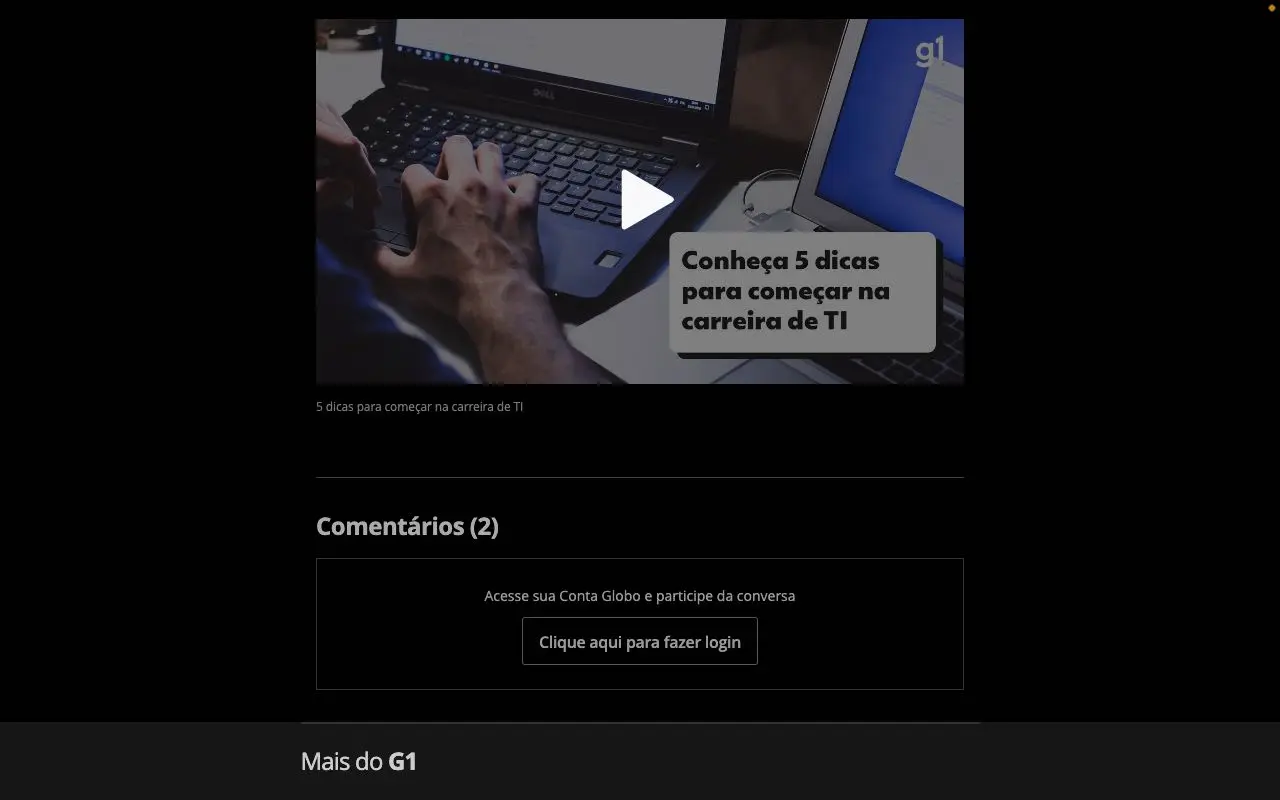 g1
DELL
Conheça 5 dicas
para começar na
carreira de TI
5 dicas para começar na carreira de TI
Comentários (2)
Acesse sua Conta Globo e participe da conversa
Clique aqui para fazer login
Mais do G1